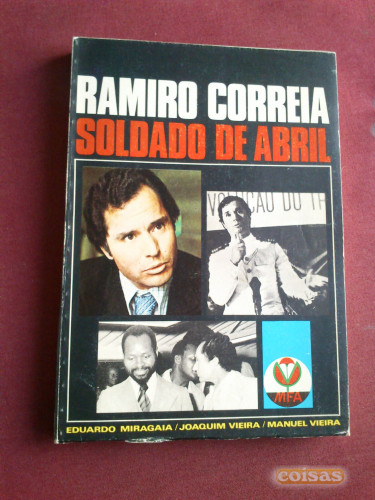 RAMIRO CORREIA
SOLDADO DE ABRIL
MFA
EDUARDO MIRAGAIA / JOAQUIM VIEIRA / MANUEL VIEIRA
coisas